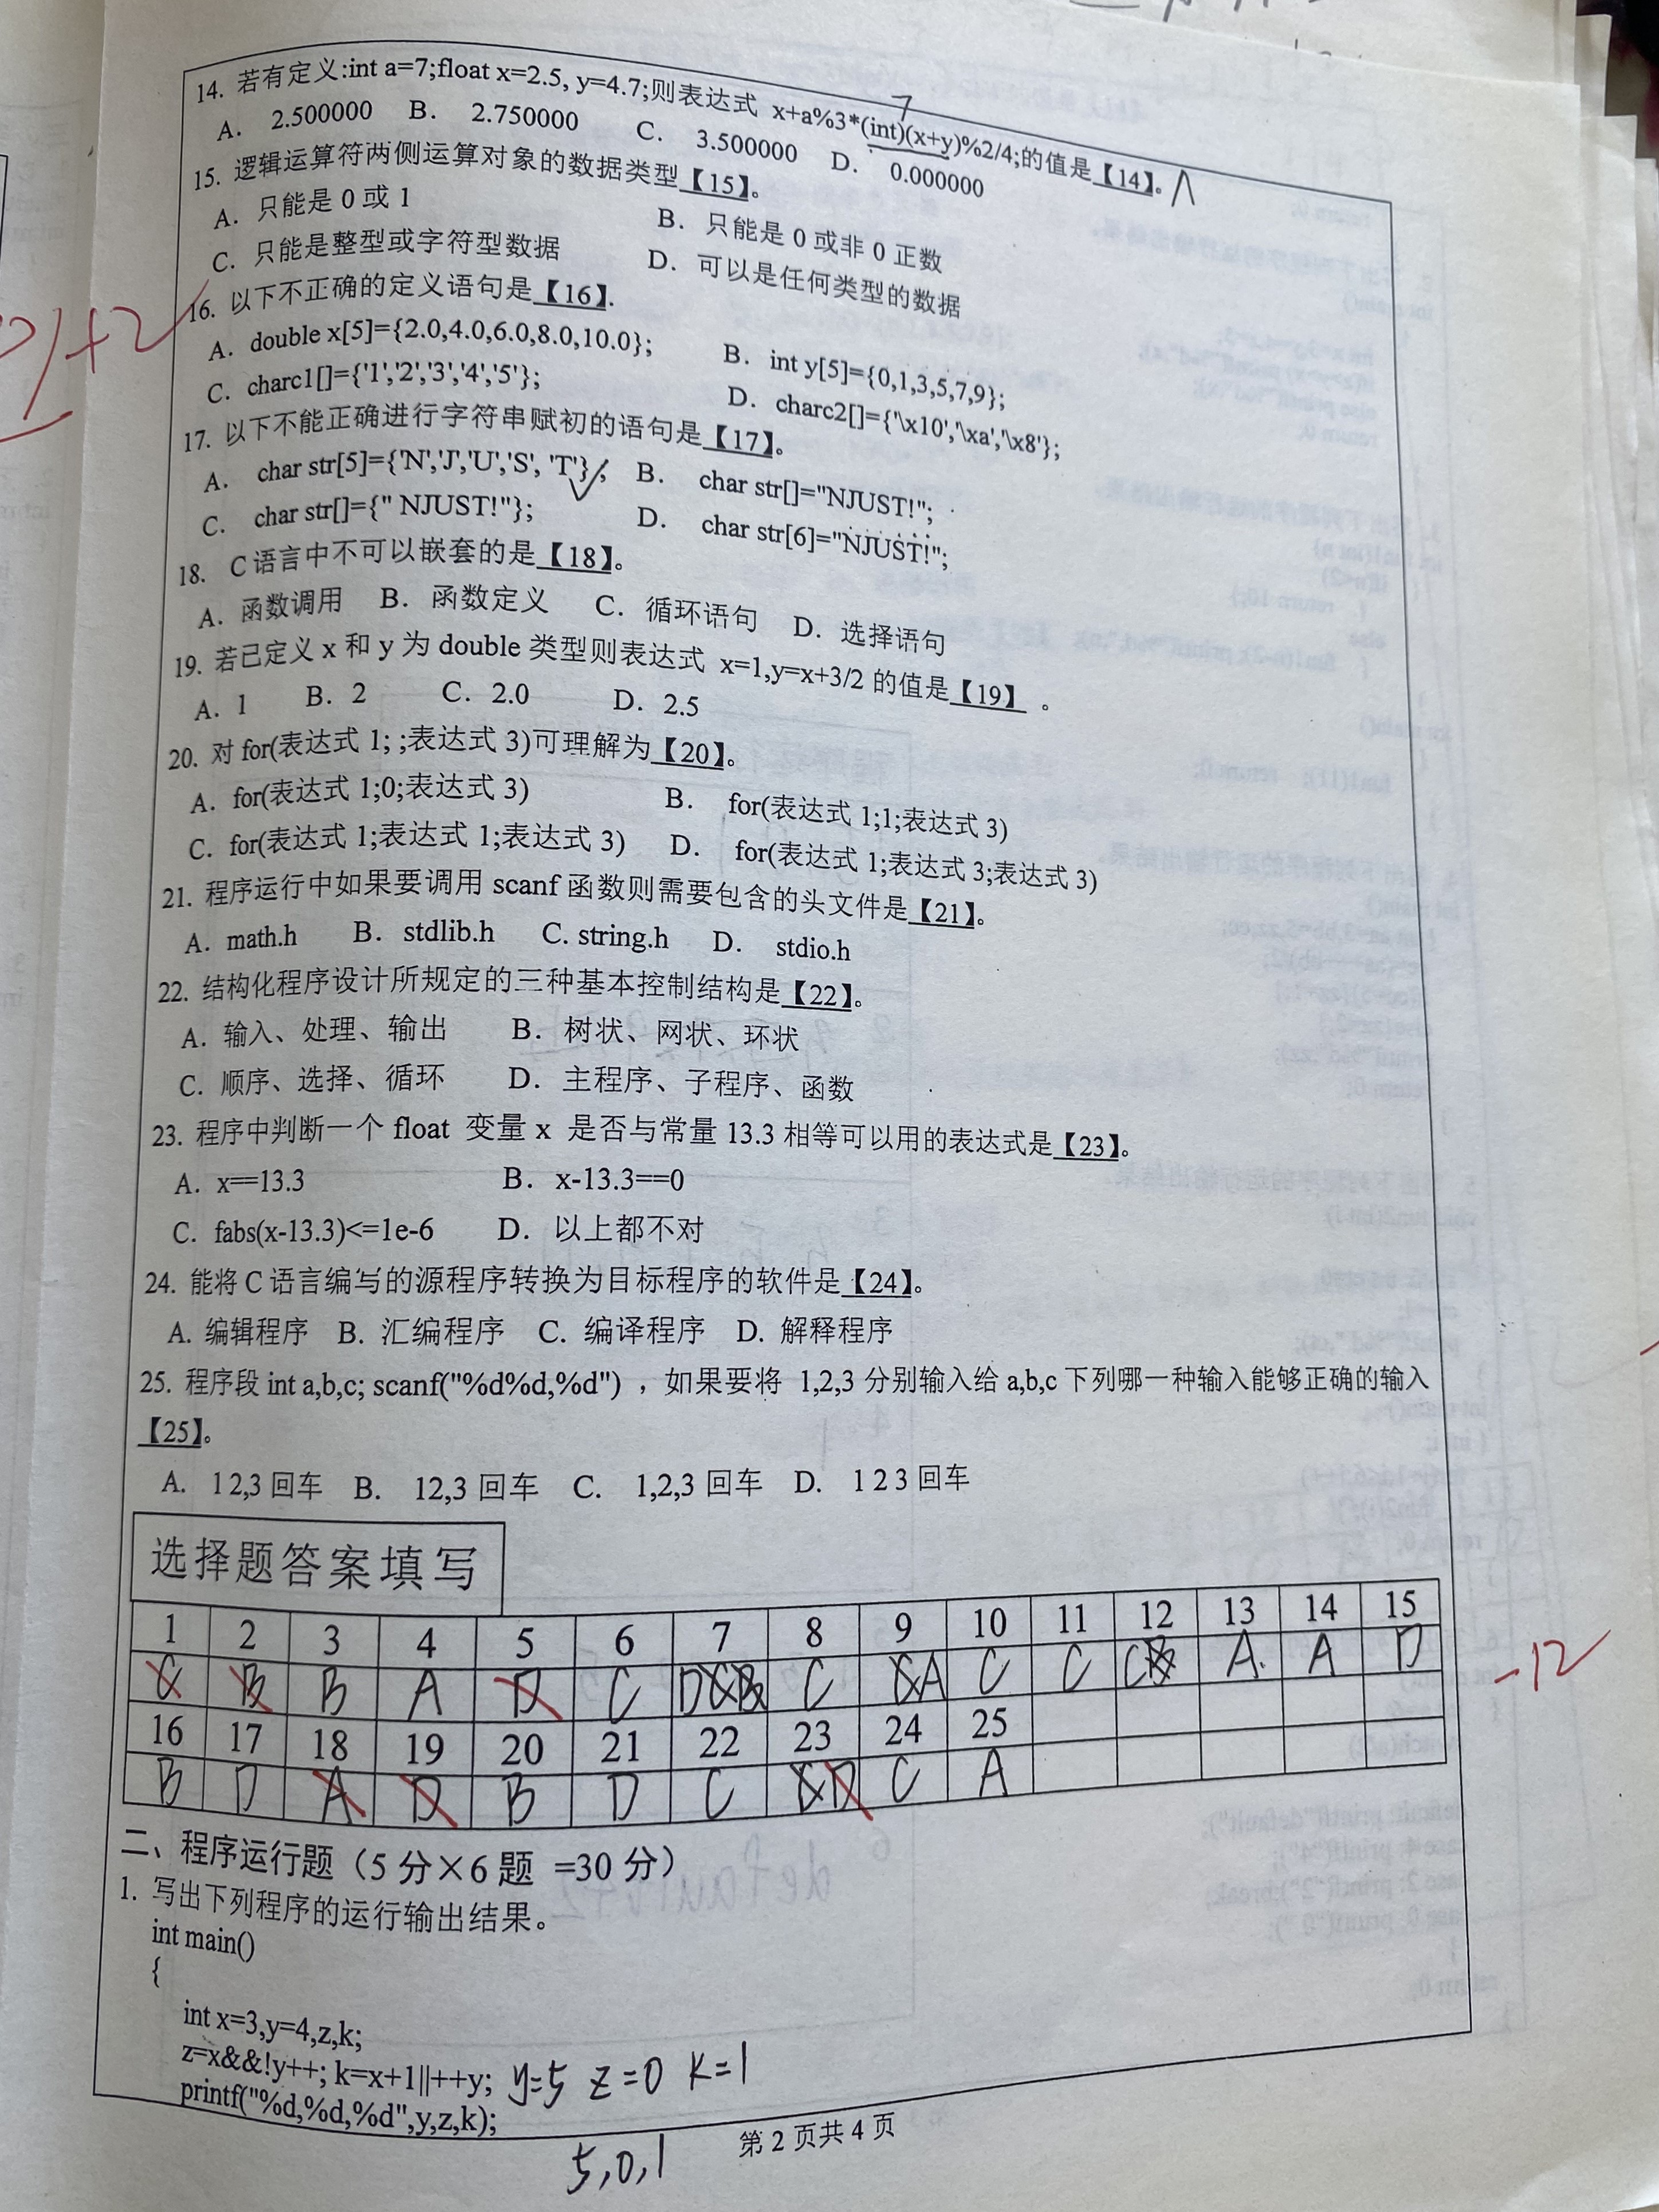 14. 若有定义:int a=7;float x=2.5, y=4.7;则表达式 x+a%3*(int)(x+y)%2/4;的值是【14】。A
7
A. 2.500000 B. 2.750000 C. 3.500000 D. 0.000000
15. 逻辑运算符两侧运算对象的数据类型【15】。
A. 只能是 0 或 1 B. 只能是 0 或非 0 正数
C. 只能是整型或字符型数据 D. 可以是任何类型的数据
16. 以下不正确的定义语句是【16】.
A. double x[5]={2.0,4.0,6.0,8.0,10.0}; B. int y[5]={0,1,3,5,7,9};
C. charc1[]={'1','2','3','4','5'}; D. charc2[]={'\x10','\xa','\x8'};
17. 以下不能正确进行字符串赋初的语句是【17】。
A. char str[5]={'N','J','U','S', 'T'}; B. char str[]="NJUST!";
C. char str[]={" NJUST!"}; D. char str[6]="NJUST!";
18. C 语言中不可以嵌套的是【18】。
A. 函数调用 B. 函数定义 C. 循环语句 D. 选择语句
19. 若已定义 x 和 y 为 double 类型则表达式 x=1,y=x+3/2 的值是【19】 。
A. 1 B. 2 C. 2.0 D. 2.5
20. 对 for(表达式 1; ;表达式 3)可理解为【20】。
A. for(表达式 1;0;表达式 3) B. for(表达式 1;1;表达式 3)
C. for(表达式 1;表达式 1;表达式 3) D. for(表达式 1;表达式 3;表达式 3)
21. 程序运行中如果要调用 scanf 函数则需要包含的头文件是【21】。
A. math.h B. stdlib.h C. string.h D. stdio.h
22. 结构化程序设计所规定的三种基本控制结构是【22】。
A. 输入、处理、输出 B. 树状、网状、环状
C. 顺序、选择、循环 D. 主程序、子程序、函数
23. 程序中判断一个 float 变量 x 是否与常量 13.3 相等可以用的表达式是【23】。
A. x==13.3 B. x-13.3==0
C. fabs(x-13.3)<=1e-6 D. 以上都不对
24. 能将 C 语言编写的源程序转换为目标程序的软件是【24】。
A. 编辑程序 B. 汇编程序 C. 编译程序 D. 解释程序
25. 程序段 int a,b,c; scanf("%d%d,%d") ，如果要将 1,2,3 分别输入给 a,b,c 下列哪一种输入能够正确的输入
【25】。
A. 1 2,3 回车 B. 12,3 回车 C. 1,2,3 回车 D. 1 2 3 回车
选择题答案填写
1 2 3 4 5 6 7 8 9 10 11 12 13 14 15
C B B A D C D C A C C C A. A D
-12
16 17 18 19 20 21 22 23 24 25
B D A D B D C D C A
二、程序运行题（5 分×6 题 =30 分）
1. 写出下列程序的运行输出结果。
int main()
{
int x=3,y=4,z,k;
z=x&&!y++; k=x+1||++y; y=5 z=0 k=1
printf("%d,%d,%d",y,z,k);
5,0,1
第 2 页共 4 页